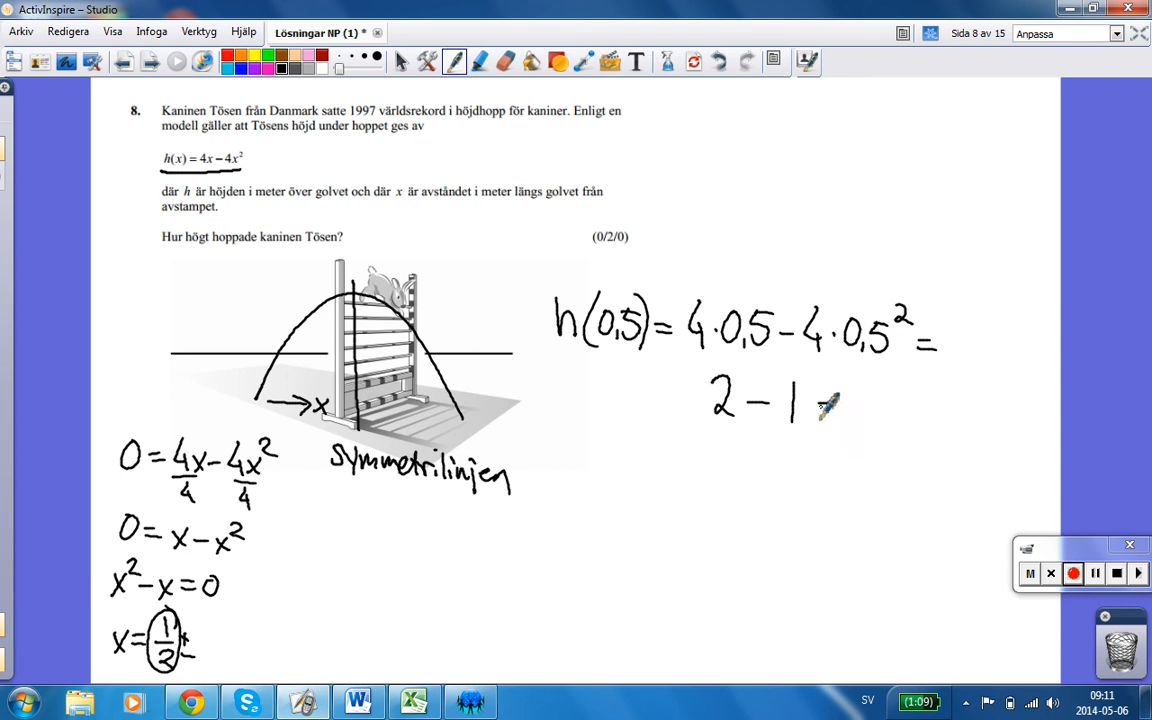 ActivInspire – Studio
Arkiv Redigera Visa Infoga Verktyg Hjälp Lösningar NP (1) * Sida 8 av 15 Anpassa
8. Kaninen Tösen från Danmark satte 1997 världsrekord i höjdhopp för kaniner. Enligt en
modell gäller att Tösens höjd under hoppet ges av
h(x) = 4x – 4x²
där h är höjden i meter över golvet och där x är avståndet i meter längs golvet från
avstampet.
Hur högt hoppade kaninen Tösen? (0/2/0)
h(0,5) = 4·0,5 – 4·0,5² =
2 – 1
x
symmetrilinjen
0 = 4x/4 – 4x²/4
0 = x – x²
x² – x = 0
x = 1/2 ±
M
SV (1:09) 09:11
2014-05-06